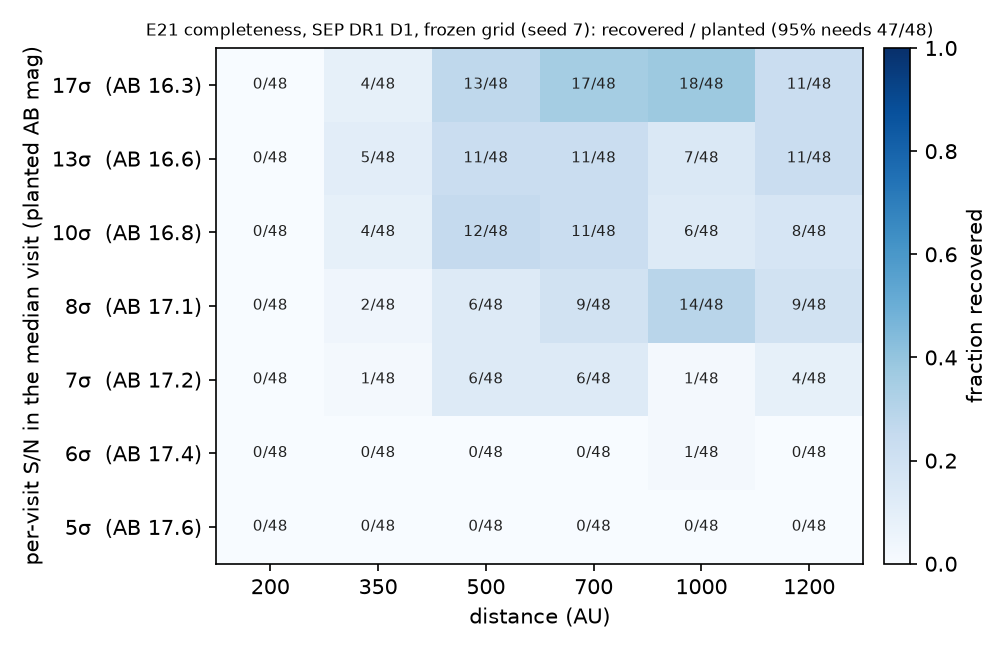 E21 completeness, SEP DR1 D1, frozen grid (seed 7): recovered / planted (95% needs 47/48)
per-visit S/N in the median visit (planted AB mag)
17σ (AB 16.3) 0/48 4/48 13/48 17/48 18/48 11/48
13σ (AB 16.6) 0/48 5/48 11/48 11/48 7/48 11/48
10σ (AB 16.8) 0/48 4/48 12/48 11/48 6/48 8/48
8σ (AB 17.1) 0/48 2/48 6/48 9/48 14/48 9/48
7σ (AB 17.2) 0/48 1/48 6/48 6/48 1/48 4/48
6σ (AB 17.4) 0/48 0/48 0/48 0/48 1/48 0/48
5σ (AB 17.6) 0/48 0/48 0/48 0/48 0/48 0/48
200 350 500 700 1000 1200
distance (AU)
1.0
0.8
0.6
0.4
0.2
0.0
fraction recovered